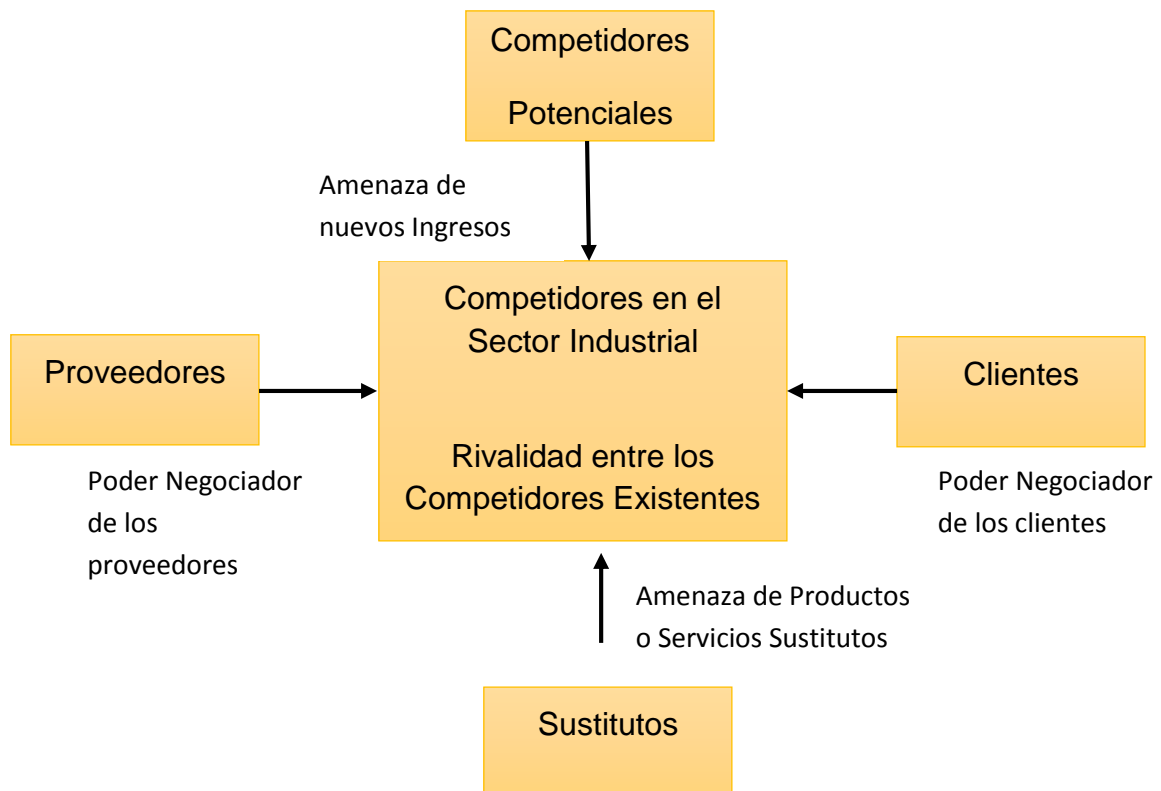 Competidores
Potenciales
Amenaza de
nuevos Ingresos
Competidores en el
Sector Industrial
Rivalidad entre los
Competidores Existentes
Proveedores
Poder Negociador
de los
proveedores
Clientes
Poder Negociador
de los clientes
Amenaza de Productos
o Servicios Sustitutos
Sustitutos